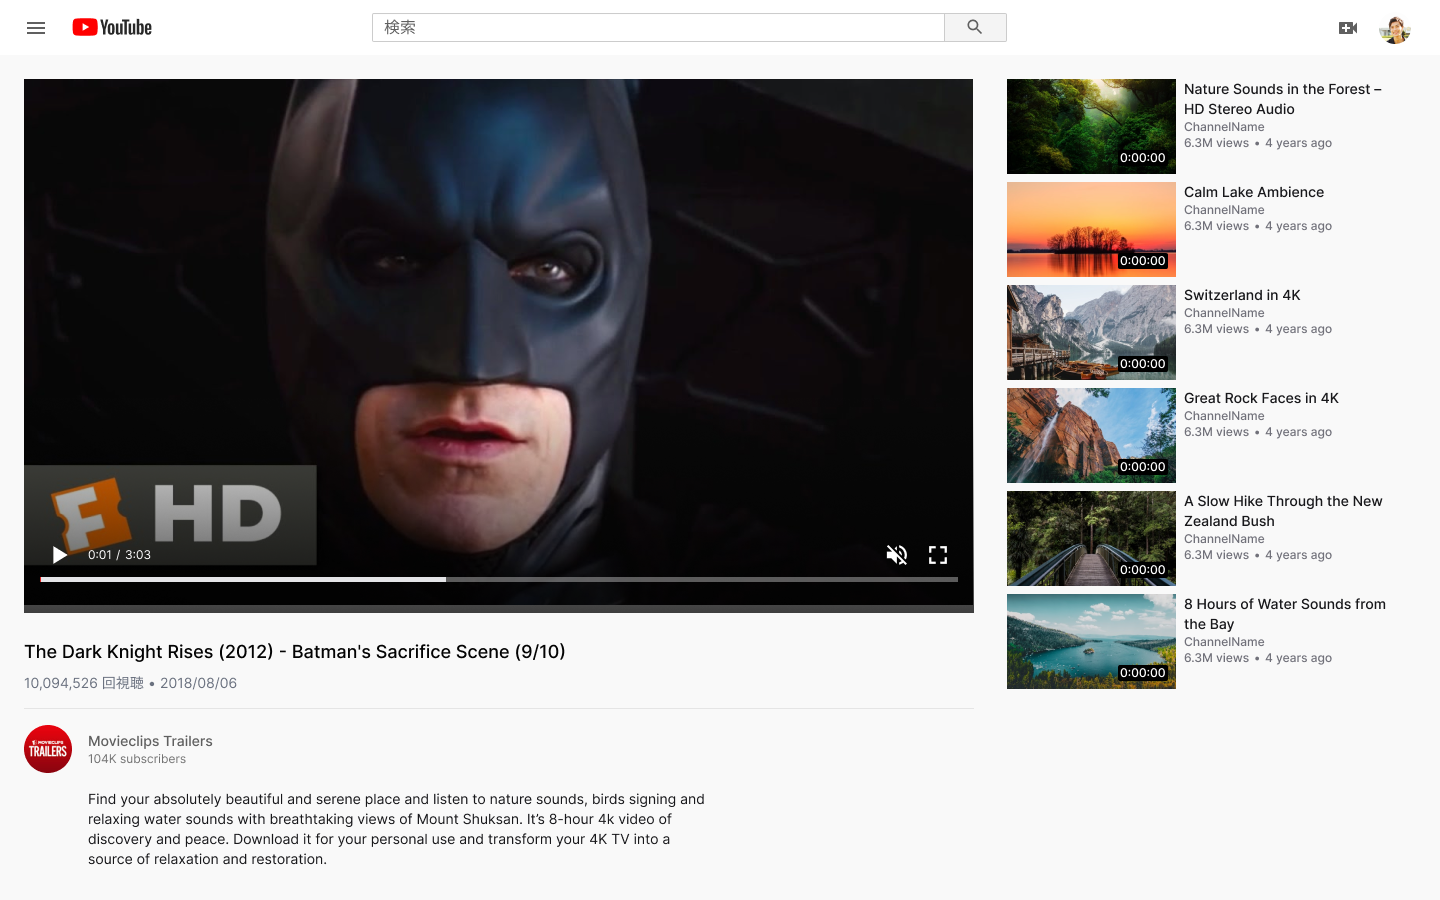 YouTube
検索
HD
0:01 / 3:03
The Dark Knight Rises (2012) - Batman's Sacrifice Scene (9/10)
10,094,526 回視聴 • 2018/08/06
MOVIECLIPS
TRAILERS
Movieclips Trailers
104K subscribers
Find your absolutely beautiful and serene place and listen to nature sounds, birds signing and
relaxing water sounds with breathtaking views of Mount Shuksan. It’s 8-hour 4k video of
discovery and peace. Download it for your personal use and transform your 4K TV into a
source of relaxation and restoration.
0:00:00
Nature Sounds in the Forest –
HD Stereo Audio
ChannelName
6.3M views • 4 years ago
0:00:00
Calm Lake Ambience
ChannelName
6.3M views • 4 years ago
0:00:00
Switzerland in 4K
ChannelName
6.3M views • 4 years ago
0:00:00
Great Rock Faces in 4K
ChannelName
6.3M views • 4 years ago
0:00:00
A Slow Hike Through the New
Zealand Bush
ChannelName
6.3M views • 4 years ago
0:00:00
8 Hours of Water Sounds from
the Bay
ChannelName
6.3M views • 4 years ago